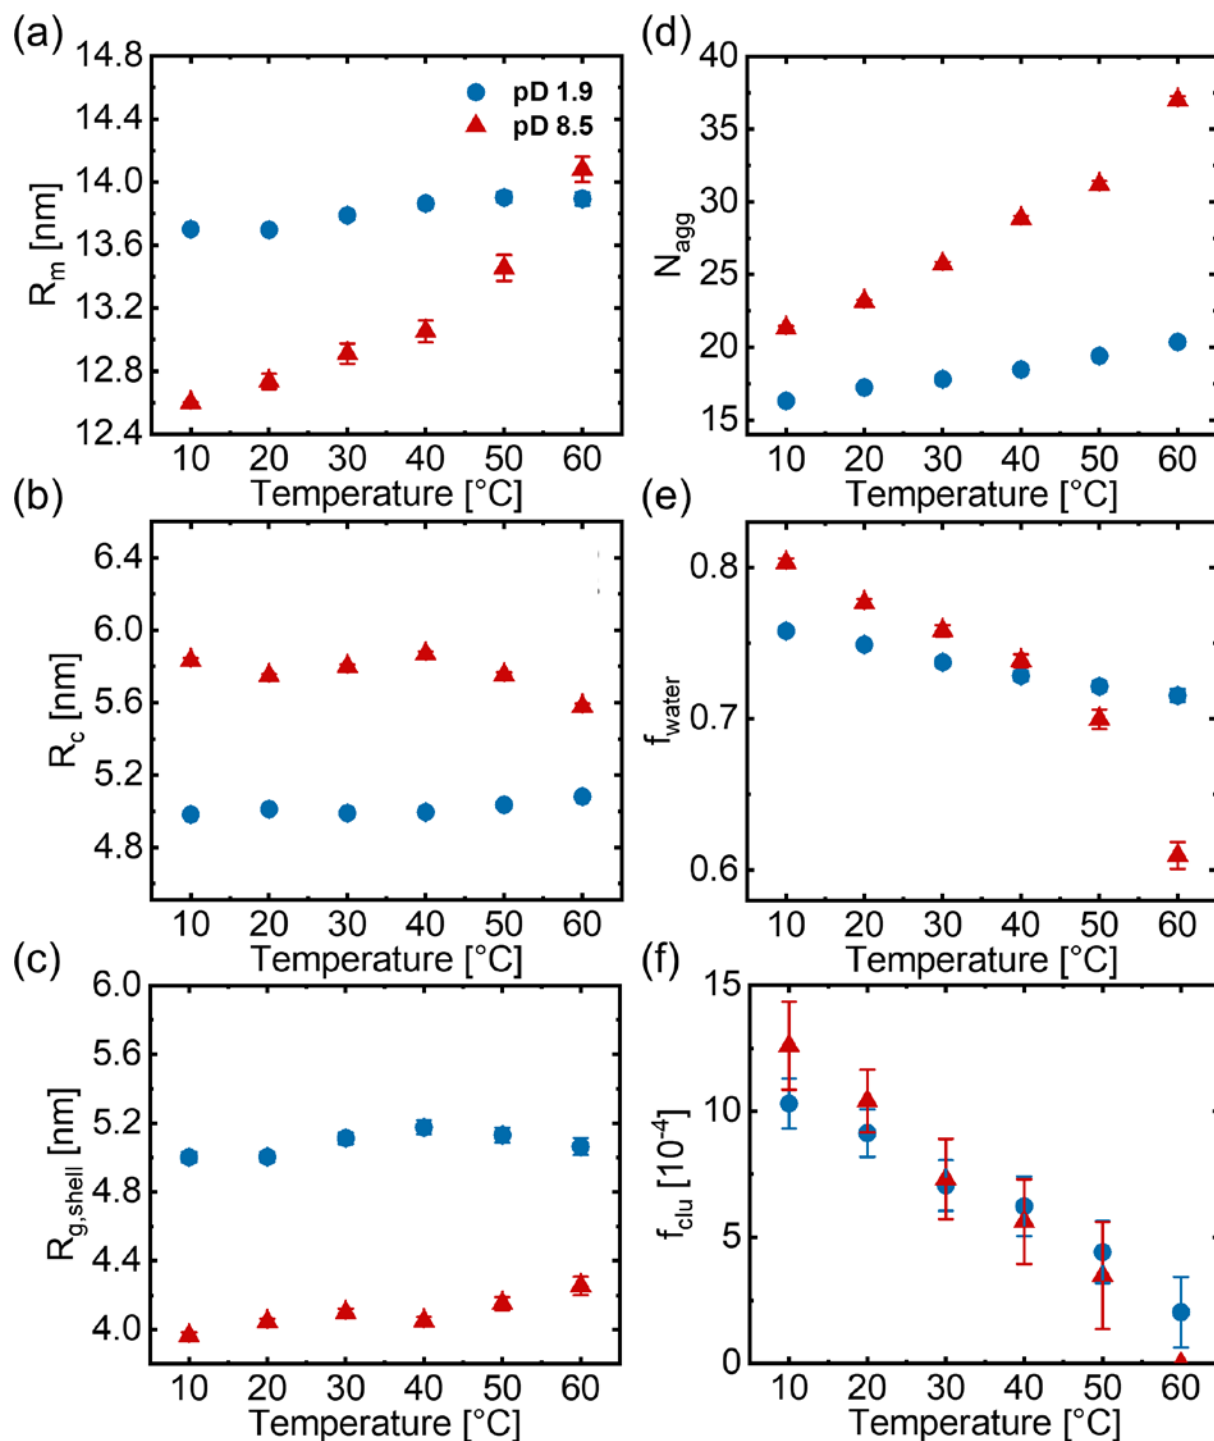 (a)
14.8
14.4
14.0
13.6
13.2
12.8
12.4
R_m [nm]
pD 1.9
pD 8.5
10 20 30 40 50 60
Temperature [°C]
(d)
40
35
30
25
20
15
N_agg
10 20 30 40 50 60
Temperature [°C]
(b)
6.4
6.0
5.6
5.2
4.8
R_c [nm]
10 20 30 40 50 60
Temperature [°C]
(e)
0.8
0.7
0.6
f_water
10 20 30 40 50 60
Temperature [°C]
(c)
6.0
5.6
5.2
4.8
4.4
4.0
R_g,shell [nm]
10 20 30 40 50 60
Temperature [°C]
(f)
15
10
5
0
f_clu [10^-4]
10 20 30 40 50 60
Temperature [°C]